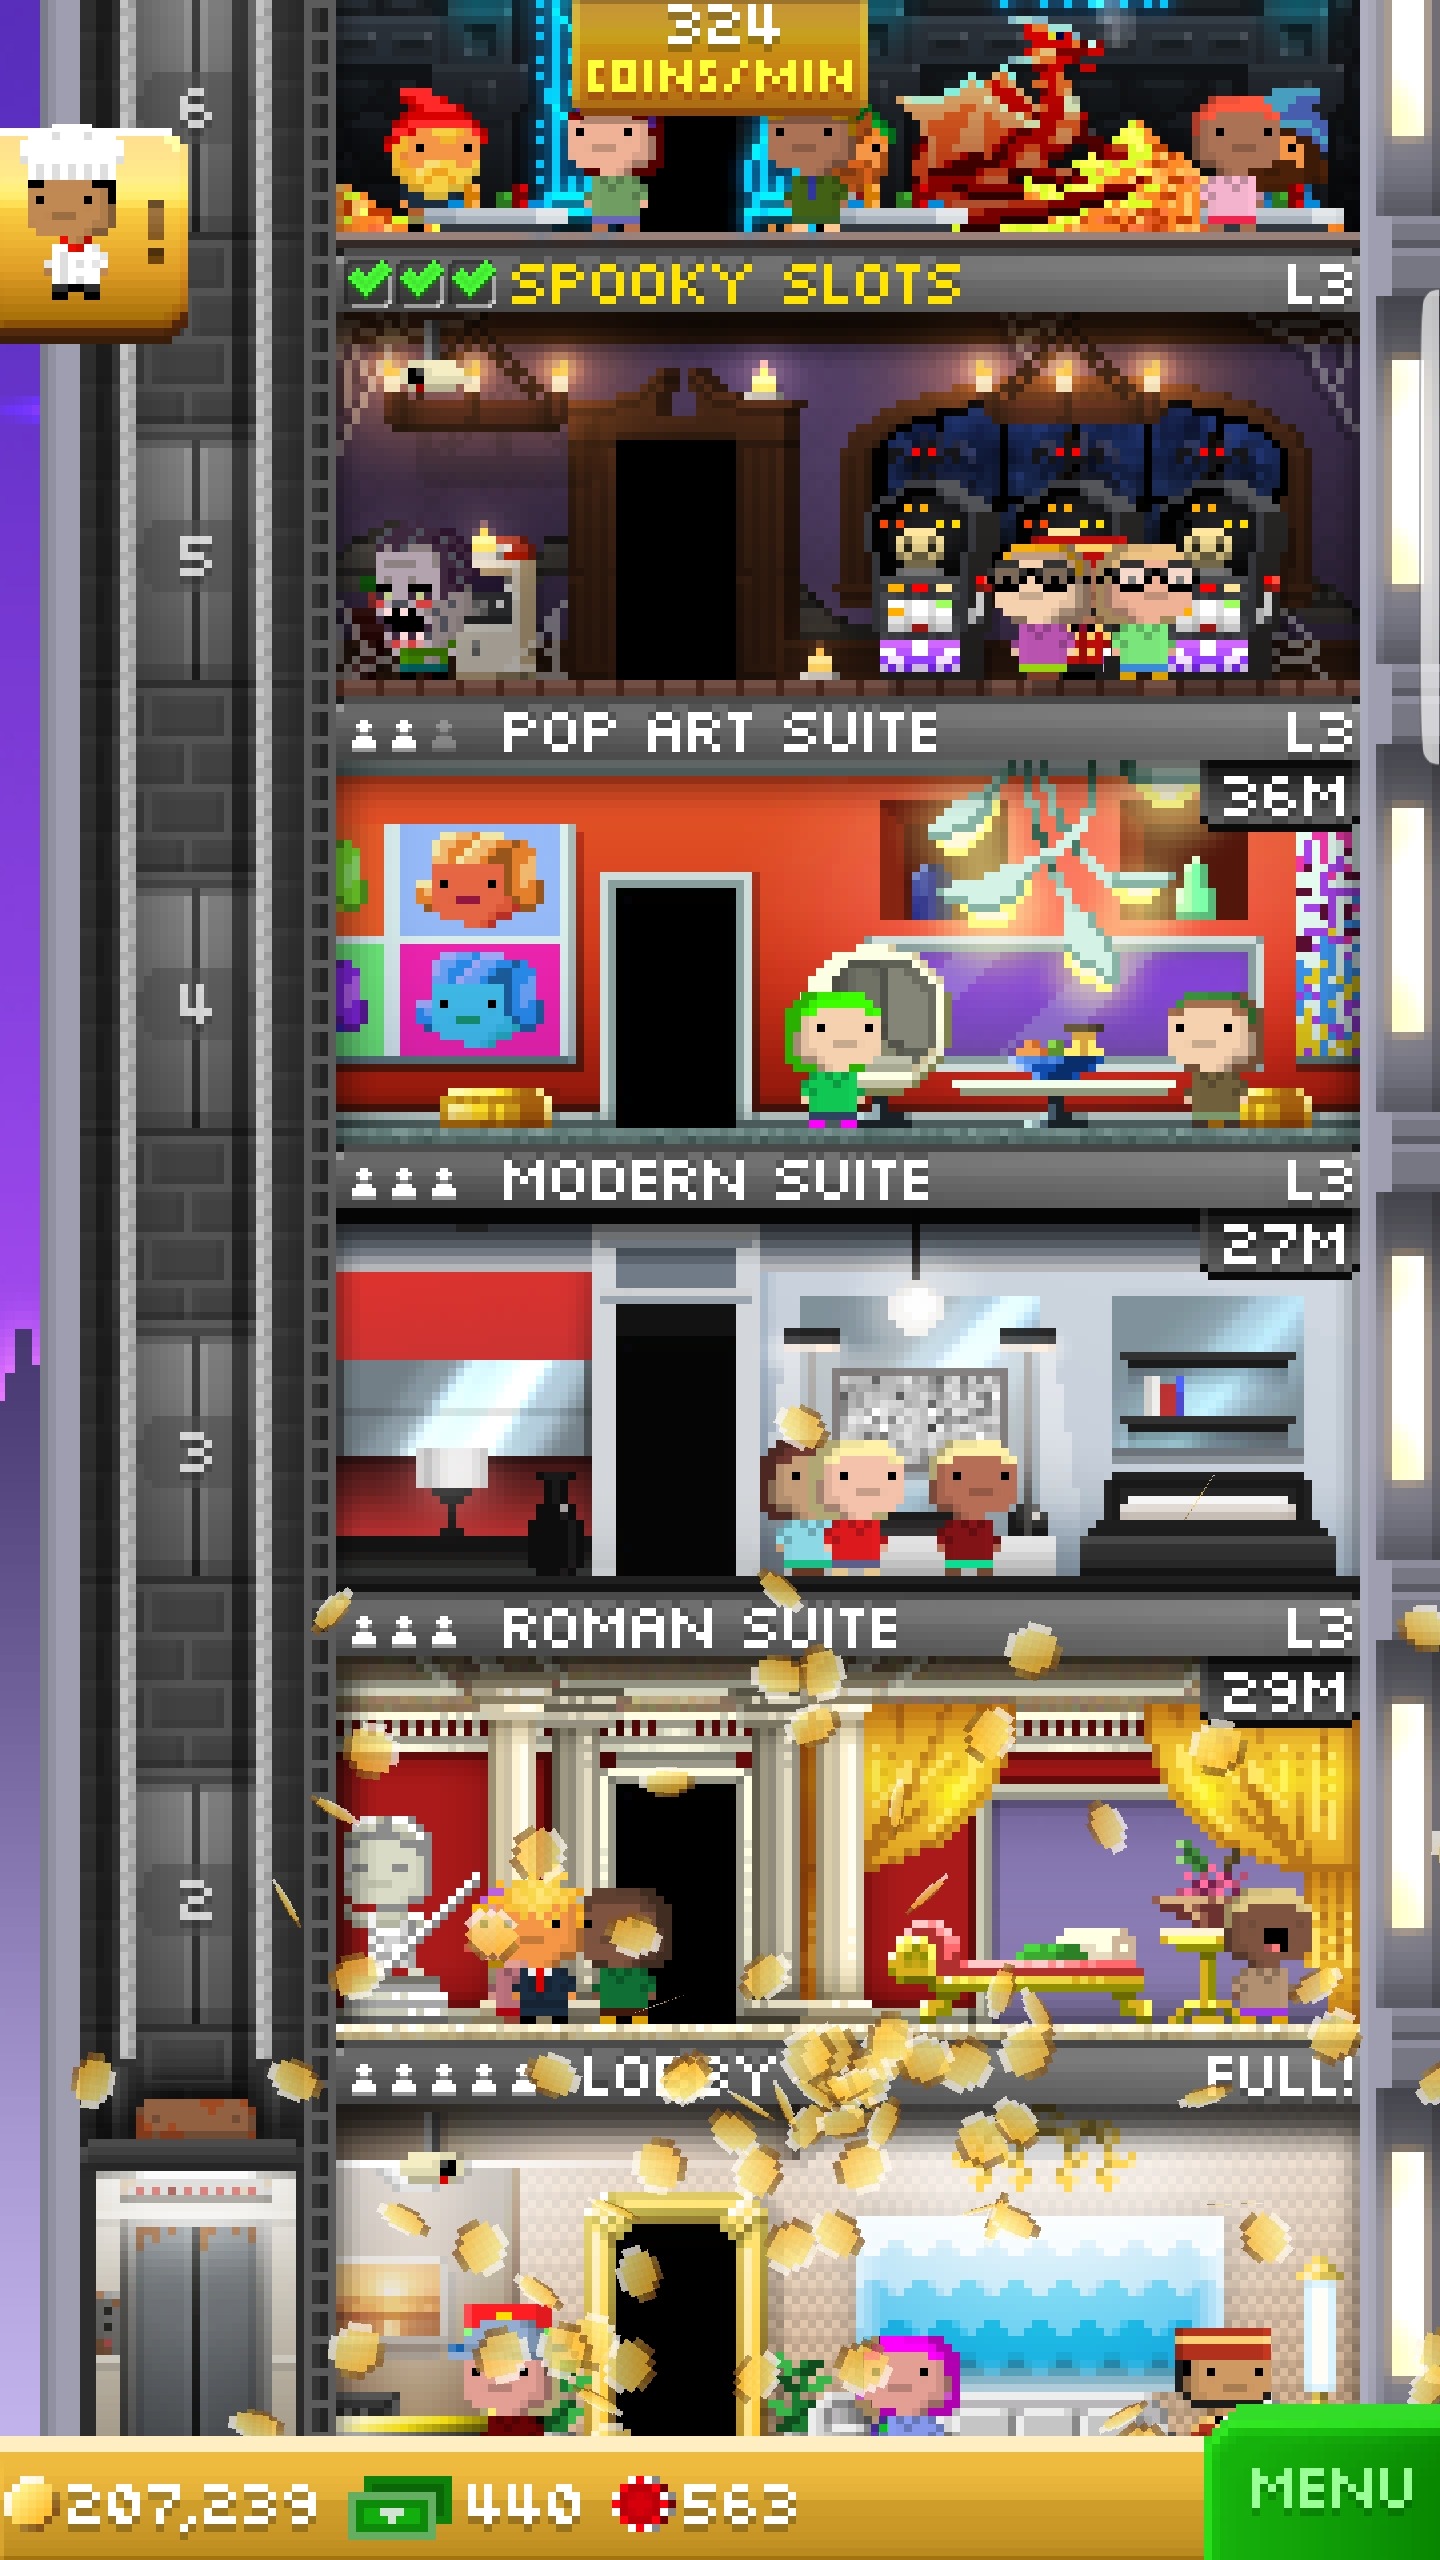 324
COINS/MIN
6
!
SPOOKY SLOTS L3
5
POP ART SUITE L3
36M
4
MODERN SUITE L3
27M
3
ROMAN SUITE L3
29M
2
LOBBY FULL!
207,239 440 563 MENU